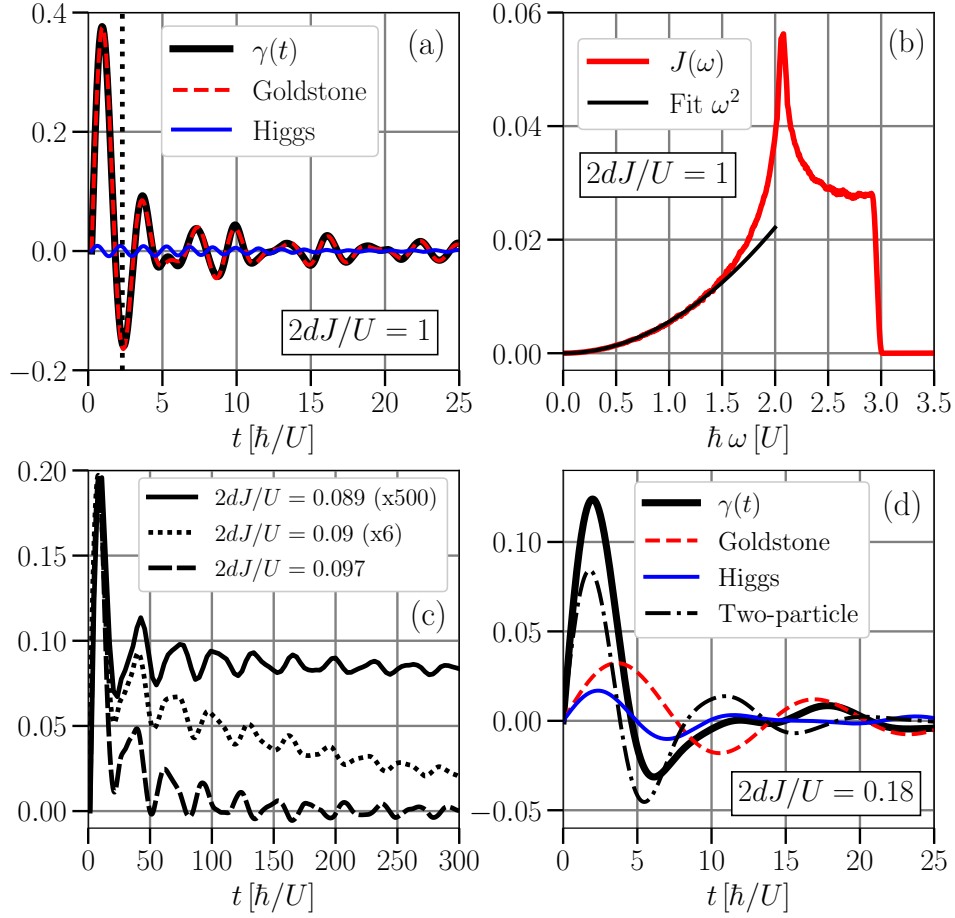 (a)
γ(t)
Goldstone
Higgs
2dJ/U = 1
0.4
0.2
0.0
−0.2
0 5 10 15 20 25
t [ħ/U]
(b)
J(ω)
Fit ω²
2dJ/U = 1
0.06
0.04
0.02
0.00
0.0 0.5 1.0 1.5 2.0 2.5 3.0 3.5
ħ ω [U]
2dJ/U = 0.089 (x500)
2dJ/U = 0.09 (x6)
2dJ/U = 0.097
(c)
0.20
0.15
0.10
0.05
0.00
0 50 100 150 200 250 300
t [ħ/U]
(d)
γ(t)
Goldstone
Higgs
Two-particle
2dJ/U = 0.18
0.10
0.05
0.00
−0.05
0 5 10 15 20 25
t [ħ/U]